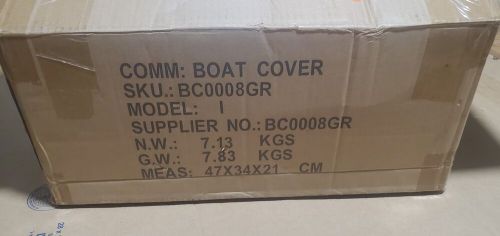 COMM: BOAT COVER
SKU.: BC0008GR
MODEL: I
SUPPLIER NO.: BC0008GR
N.W.: 7.13 KGS
G.W.: 7.83 KGS
MEAS: 47X34X21 CM